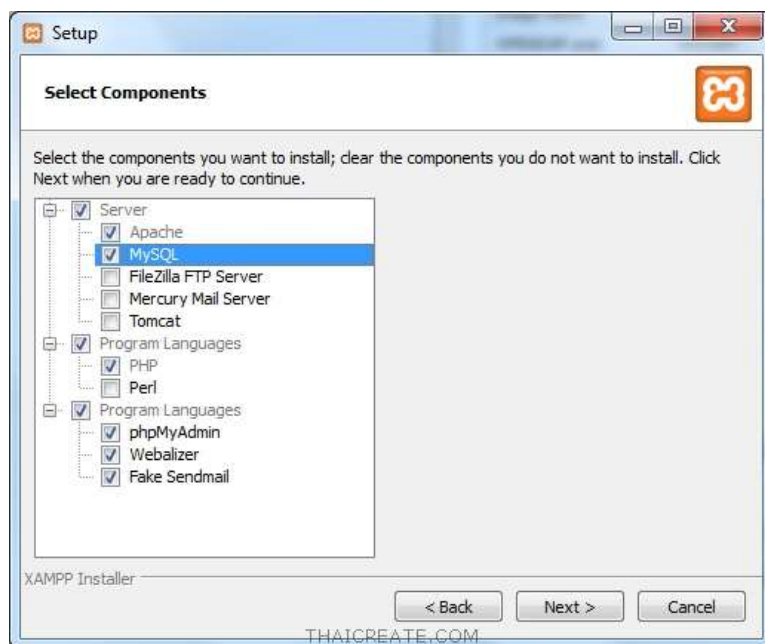 Setup
Select Components
Select the components you want to install; clear the components you do not want to install. Click
Next when you are ready to continue.
Server
Apache
MySQL
FileZilla FTP Server
Mercury Mail Server
Tomcat
Program Languages
PHP
Perl
Program Languages
phpMyAdmin
Webalizer
Fake Sendmail
XAMPP Installer
< Back
Next >
Cancel
THAICREATE.COM